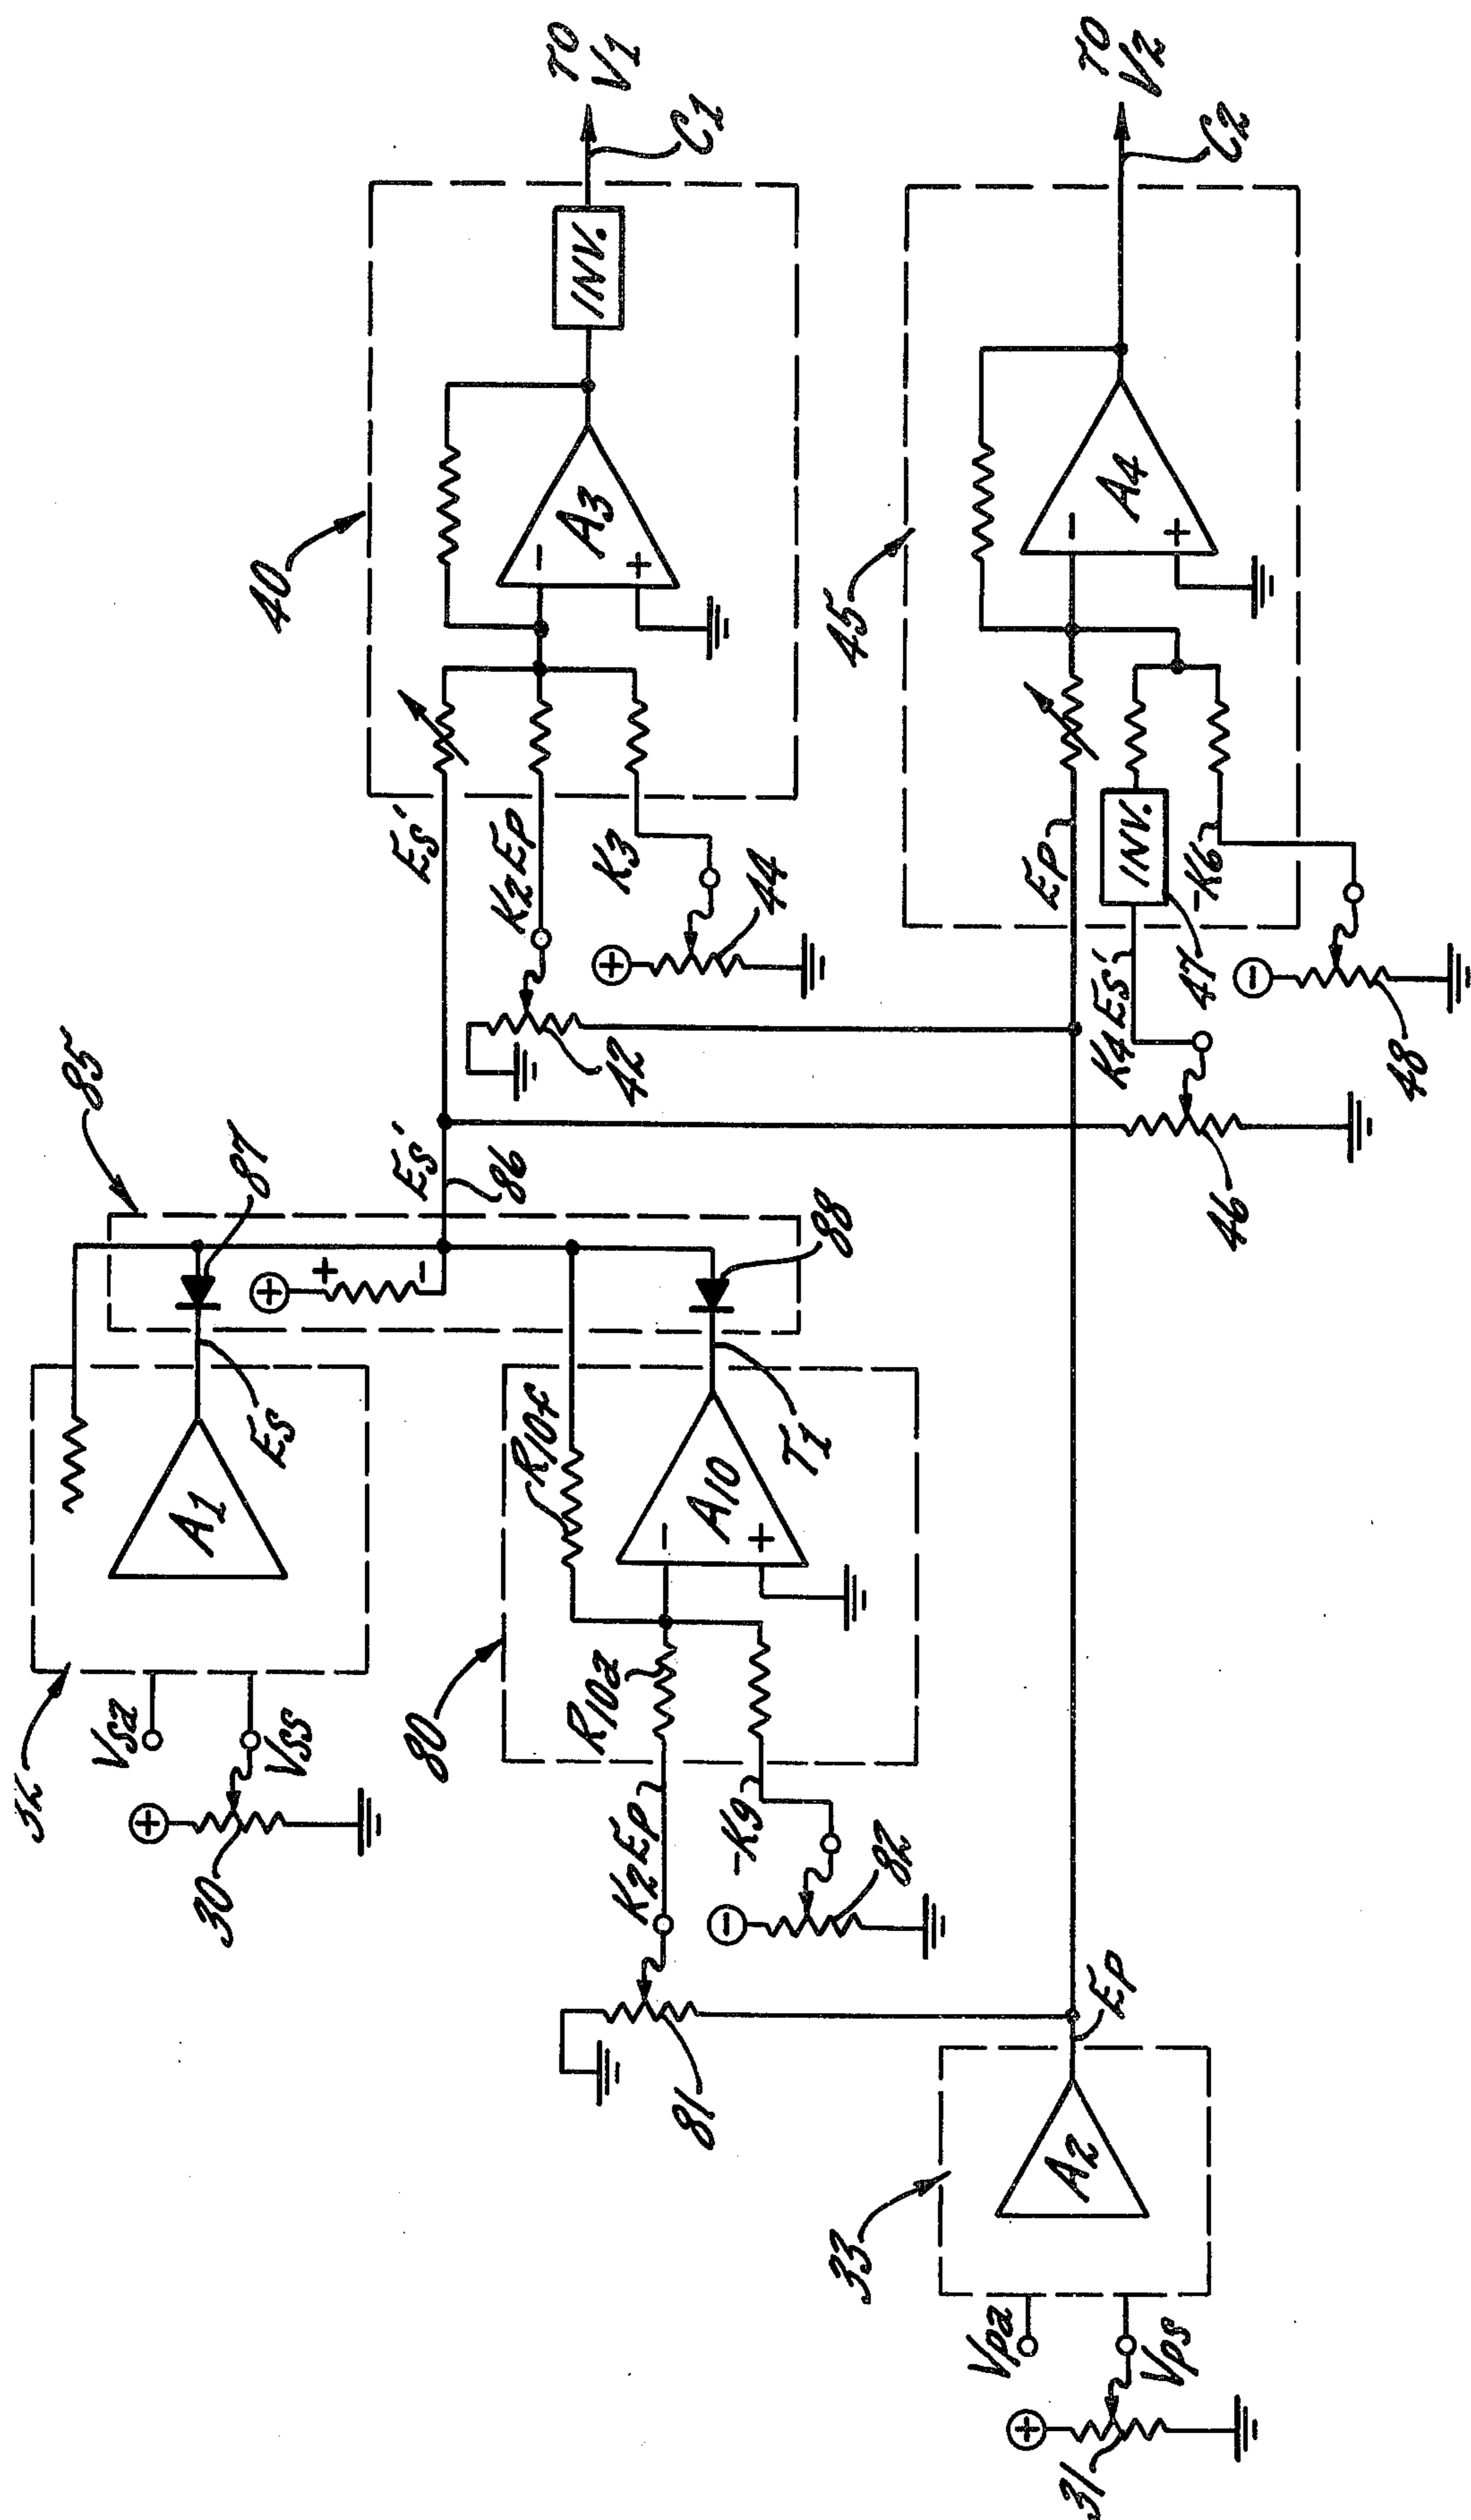 32
Vsa
Vss
30
A1
ES
85
87
+
-
ES'
86
80
R10a
R10f
K2EP
-K9
82
81
-
+
A10
T1
88
40
ES'
K2EP
K3
42
44
-
+
A3
INV.
C1
TO
V1
33
Vpa
Vps
31
A2
EP
45
EP
K4ES'
INV.
47
-K6
46
48
-
+
A4
C2
TO
V2